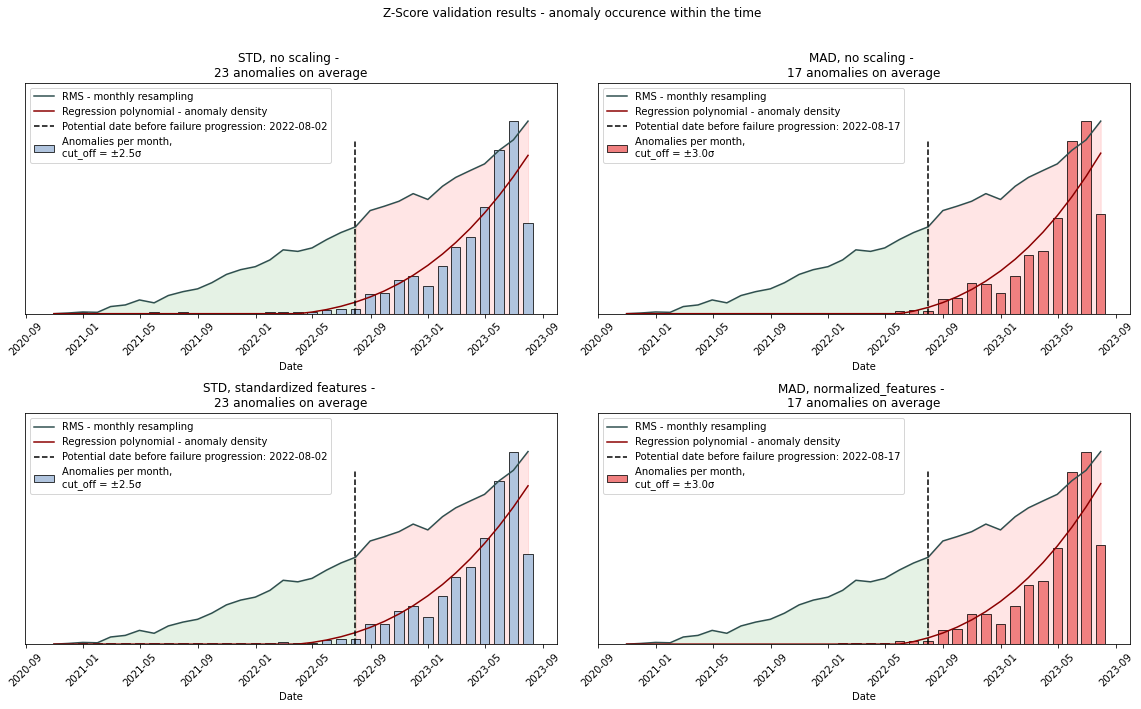 Z-Score validation results - anomaly occurence within the time
STD, no scaling -
23 anomalies on average
RMS - monthly resampling
Regression polynomial - anomaly density
Potential date before failure progression: 2022-08-02
Anomalies per month,
cut_off = ±2.5σ
2020-09 2021-01 2021-05 2021-09 2022-01 2022-05 2022-09 2023-01 2023-05 2023-09
Date
MAD, no scaling -
17 anomalies on average
RMS - monthly resampling
Regression polynomial - anomaly density
Potential date before failure progression: 2022-08-17
Anomalies per month,
cut_off = ±3.0σ
2020-09 2021-01 2021-05 2021-09 2022-01 2022-05 2022-09 2023-01 2023-05 2023-09
Date
STD, standardized features -
23 anomalies on average
RMS - monthly resampling
Regression polynomial - anomaly density
Potential date before failure progression: 2022-08-02
Anomalies per month,
cut_off = ±2.5σ
2020-09 2021-01 2021-05 2021-09 2022-01 2022-05 2022-09 2023-01 2023-05 2023-09
Date
MAD, normalized_features -
17 anomalies on average
RMS - monthly resampling
Regression polynomial - anomaly density
Potential date before failure progression: 2022-08-17
Anomalies per month,
cut_off = ±3.0σ
2020-09 2021-01 2021-05 2021-09 2022-01 2022-05 2022-09 2023-01 2023-05 2023-09
Date